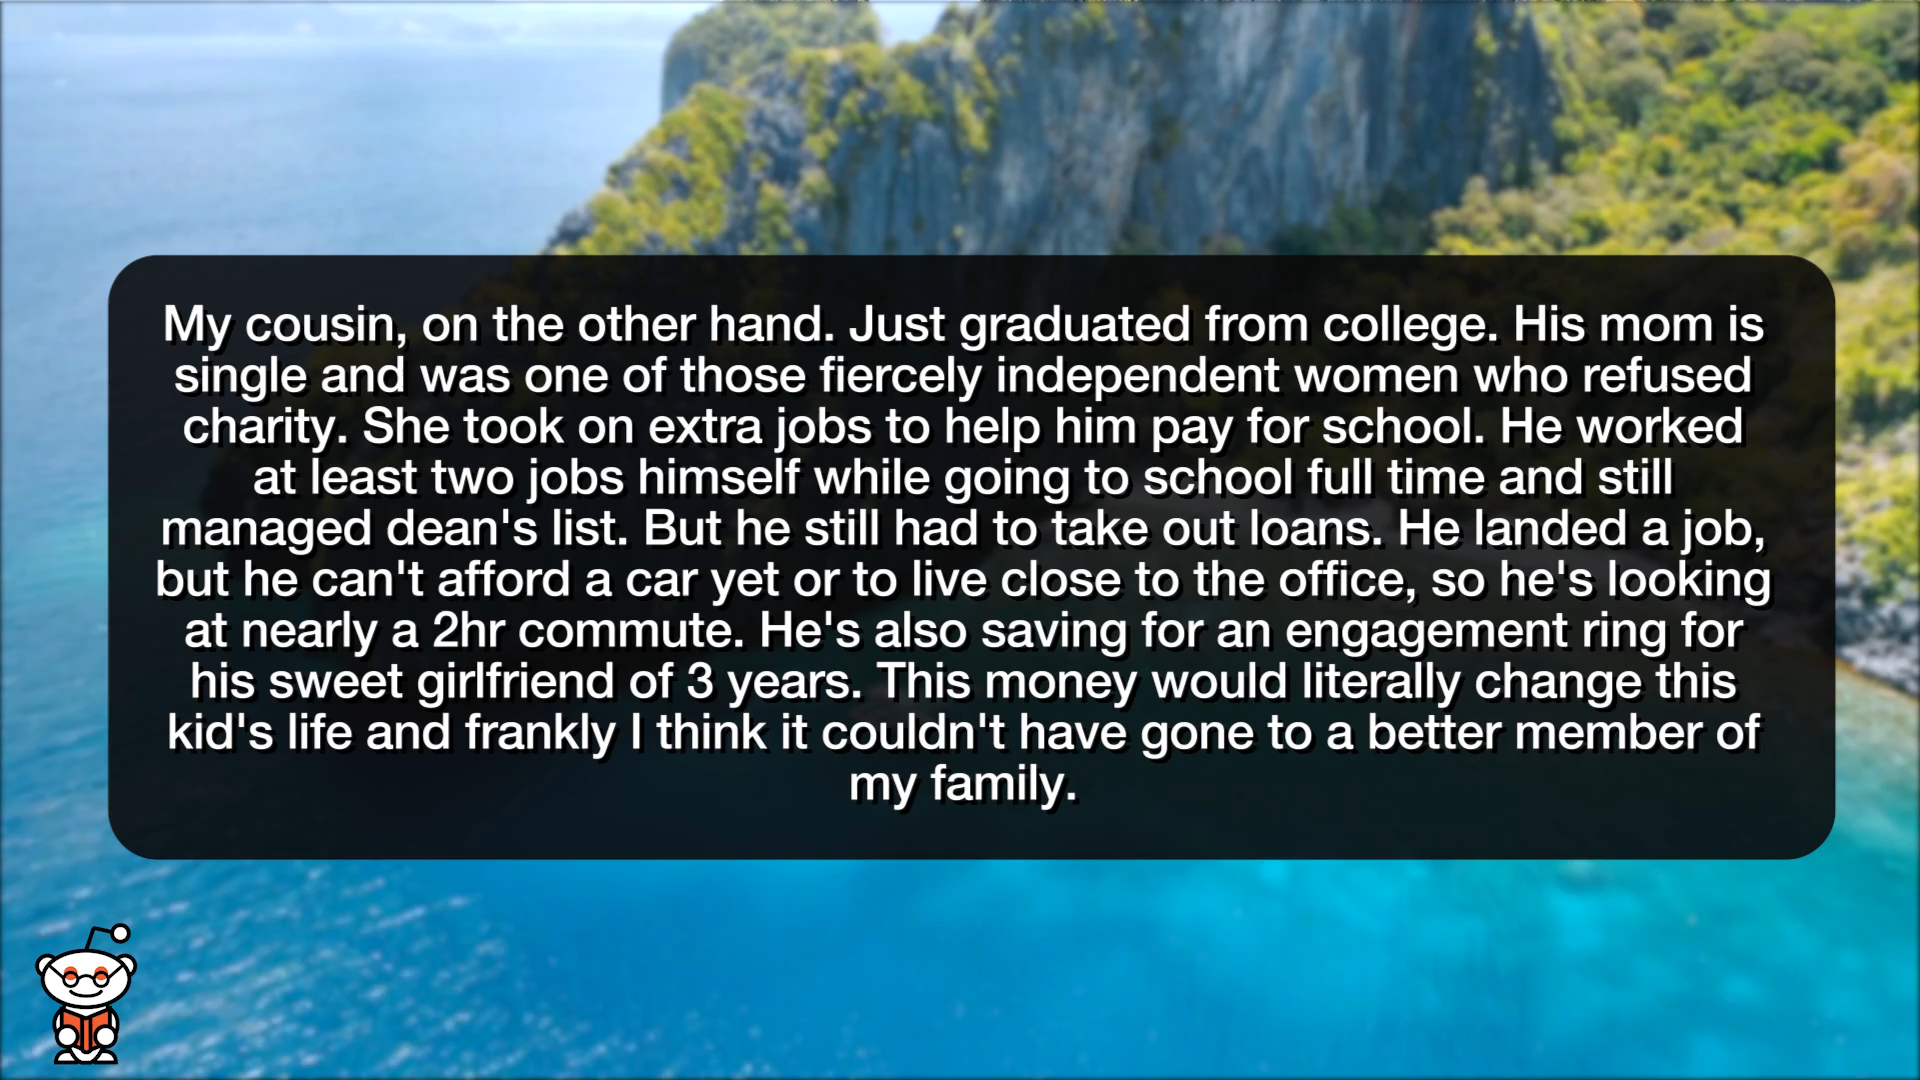 My cousin, on the other hand. Just graduated from college. His mom is
single and was one of those fiercely independent women who refused
charity. She took on extra jobs to help him pay for school. He worked
at least two jobs himself while going to school full time and still
managed dean's list. But he still had to take out loans. He landed a job,
but he can't afford a car yet or to live close to the office, so he's looking
at nearly a 2hr commute. He's also saving for an engagement ring for
his sweet girlfriend of 3 years. This money would literally change this
kid's life and frankly I think it couldn't have gone to a better member of
my family.